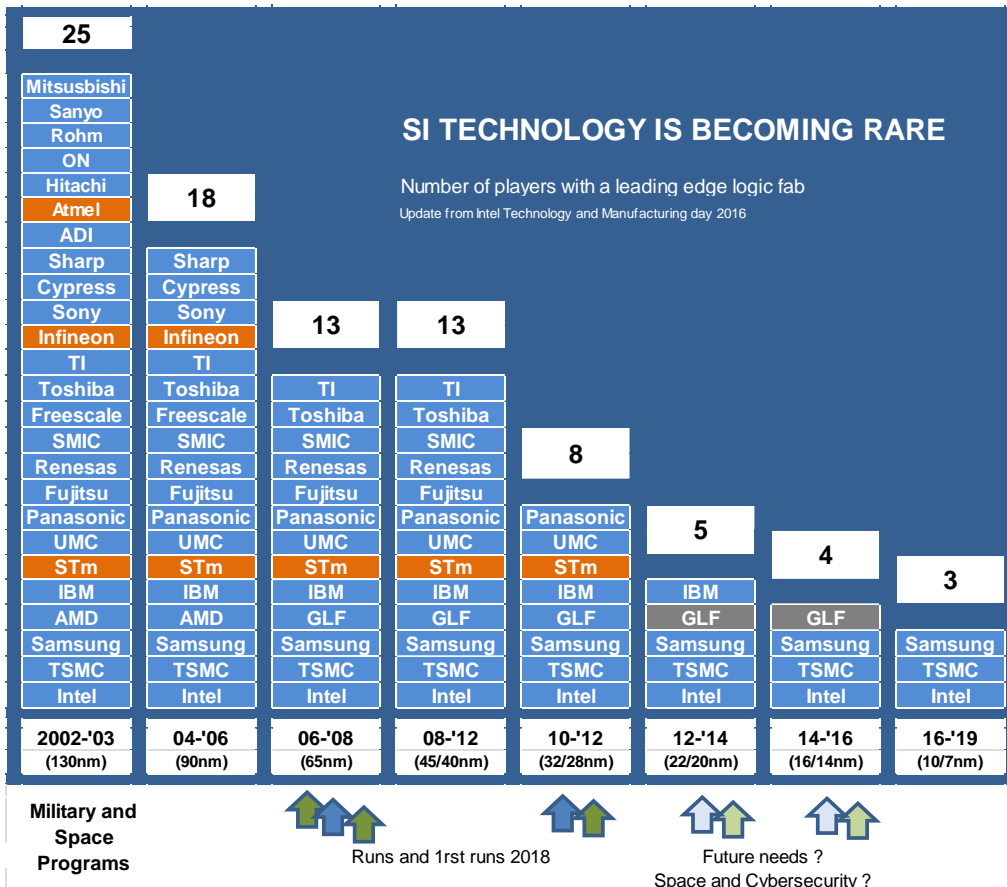 25
Mitsusbishi
Sanyo
Rohm
ON
Hitachi
Atmel
ADI
Sharp
Cypress
Sony
Infineon
TI
Toshiba
Freescale
SMIC
Renesas
Fujitsu
Panasonic
UMC
STm
IBM
AMD
Samsung
TSMC
Intel
2002-'03
(130nm)
18
Sharp
Cypress
Sony
Infineon
TI
Toshiba
Freescale
SMIC
Renesas
Fujitsu
Panasonic
UMC
STm
IBM
AMD
Samsung
TSMC
Intel
04-'06
(90nm)
SI TECHNOLOGY IS BECOMING RARE
Number of players with a leading edge logic fab
Update from Intel Technology and Manufacturing day 2016
13
TI
Toshiba
SMIC
Renesas
Fujitsu
Panasonic
UMC
STm
IBM
GLF
Samsung
TSMC
Intel
06-'08
(65nm)
13
TI
Toshiba
SMIC
Renesas
Fujitsu
Panasonic
UMC
STm
IBM
GLF
Samsung
TSMC
Intel
08-'12
(45/40nm)
8
Panasonic
UMC
STm
IBM
GLF
Samsung
TSMC
Intel
10-'12
(32/28nm)
5
IBM
GLF
Samsung
TSMC
Intel
12-'14
(22/20nm)
4
GLF
Samsung
TSMC
Intel
14-'16
(16/14nm)
3
Samsung
TSMC
Intel
16-'19
(10/7nm)
Military and
Space
Programs
Runs and 1rst runs 2018
Future needs ?
Space and Cybersecurity ?